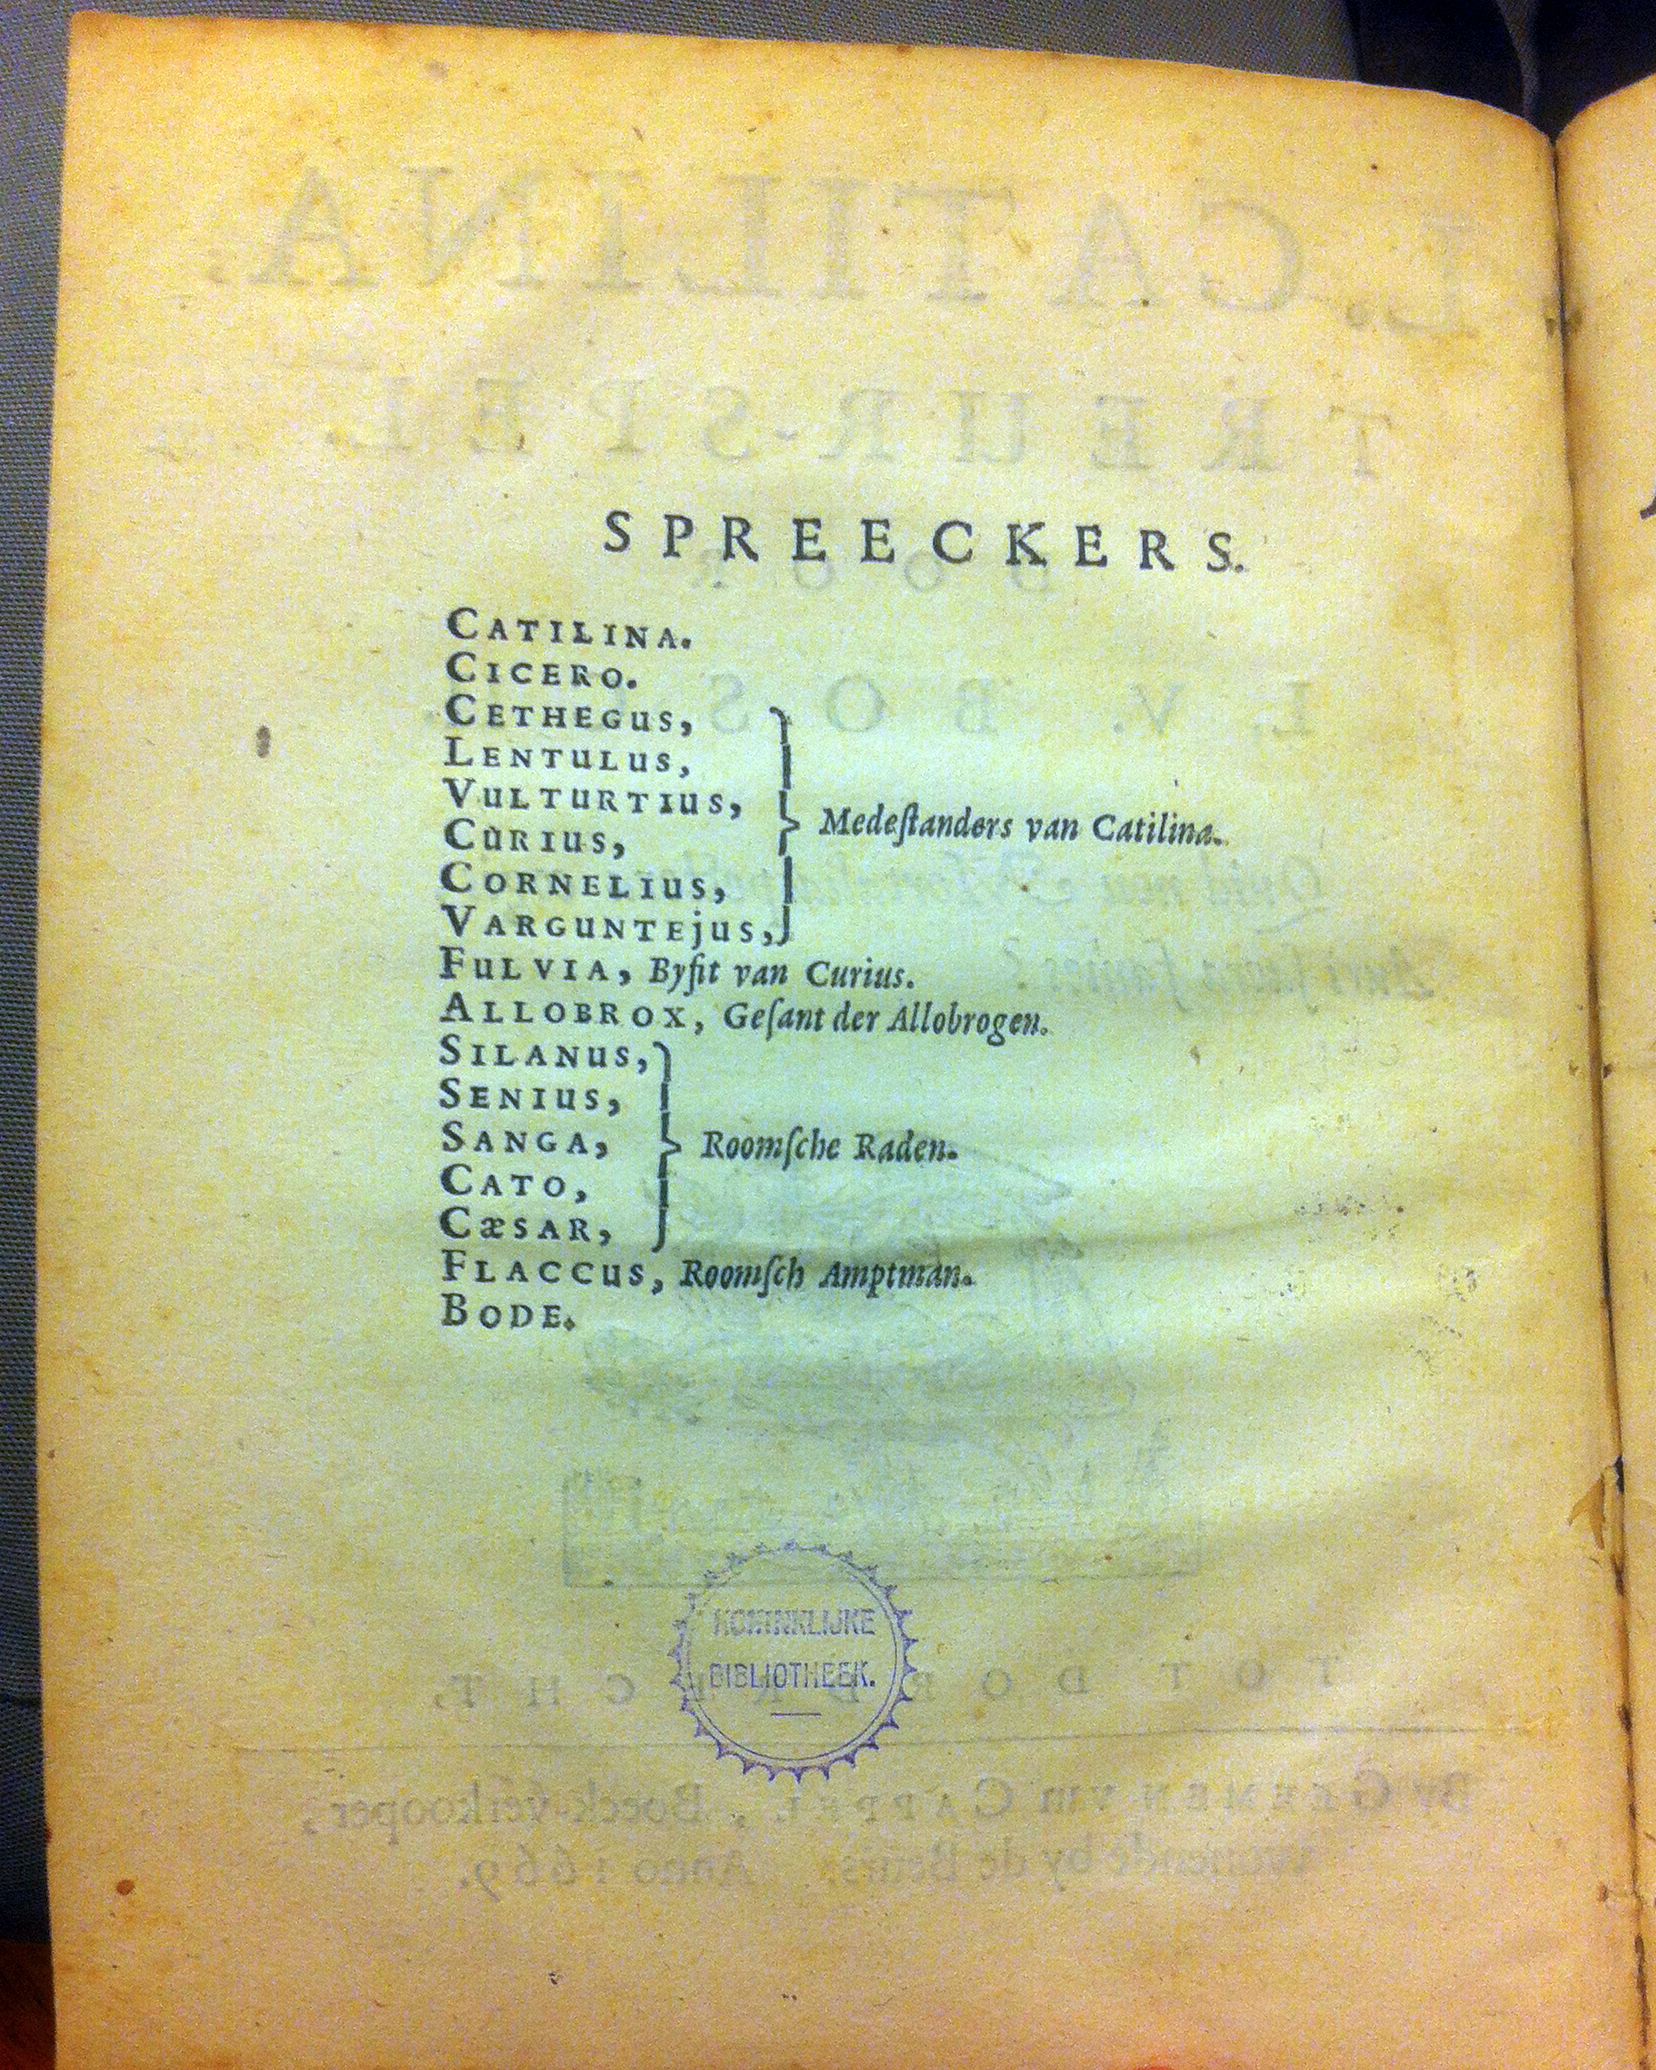 SPREECKERS.
CATILINA.
CICERO.
CETHEGUS,
LENTULUS,
VULTURTIUS,
CURIUS,
CORNELIUS,
VARGUNTEjUS,
Medeſtanders van Catilina.
FULVIA, Byſit van Curius.
ALLOBROX, Geſant der Allobrogen.
SILANUS,
SENIUS,
SANGA,
CATO,
CÆSAR,
Roomſche Raden.
FLACCUS, Roomſch Amptman.
BODE.
KONINKLIJKE
BIBLIOTHEEK.